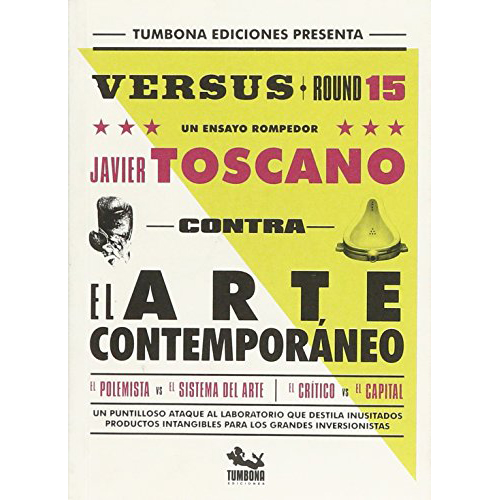 TUMBONA EDICIONES PRESENTA
VERSUS ROUND 15
UN ENSAYO ROMPEDOR
JAVIER TOSCANO
CONTRA
EL ARTE
CONTEMPORÁNEO
EL POLEMISTA VS EL SISTEMA DEL ARTE | EL CRÍTICO VS EL CAPITAL
UN PUNTILLOSO ATAQUE AL LABORATORIO QUE DESTILA INUSITADOS
PRODUCTOS INTANGIBLES PARA LOS GRANDES INVERSIONISTAS
TUMBONA
EDICIONES